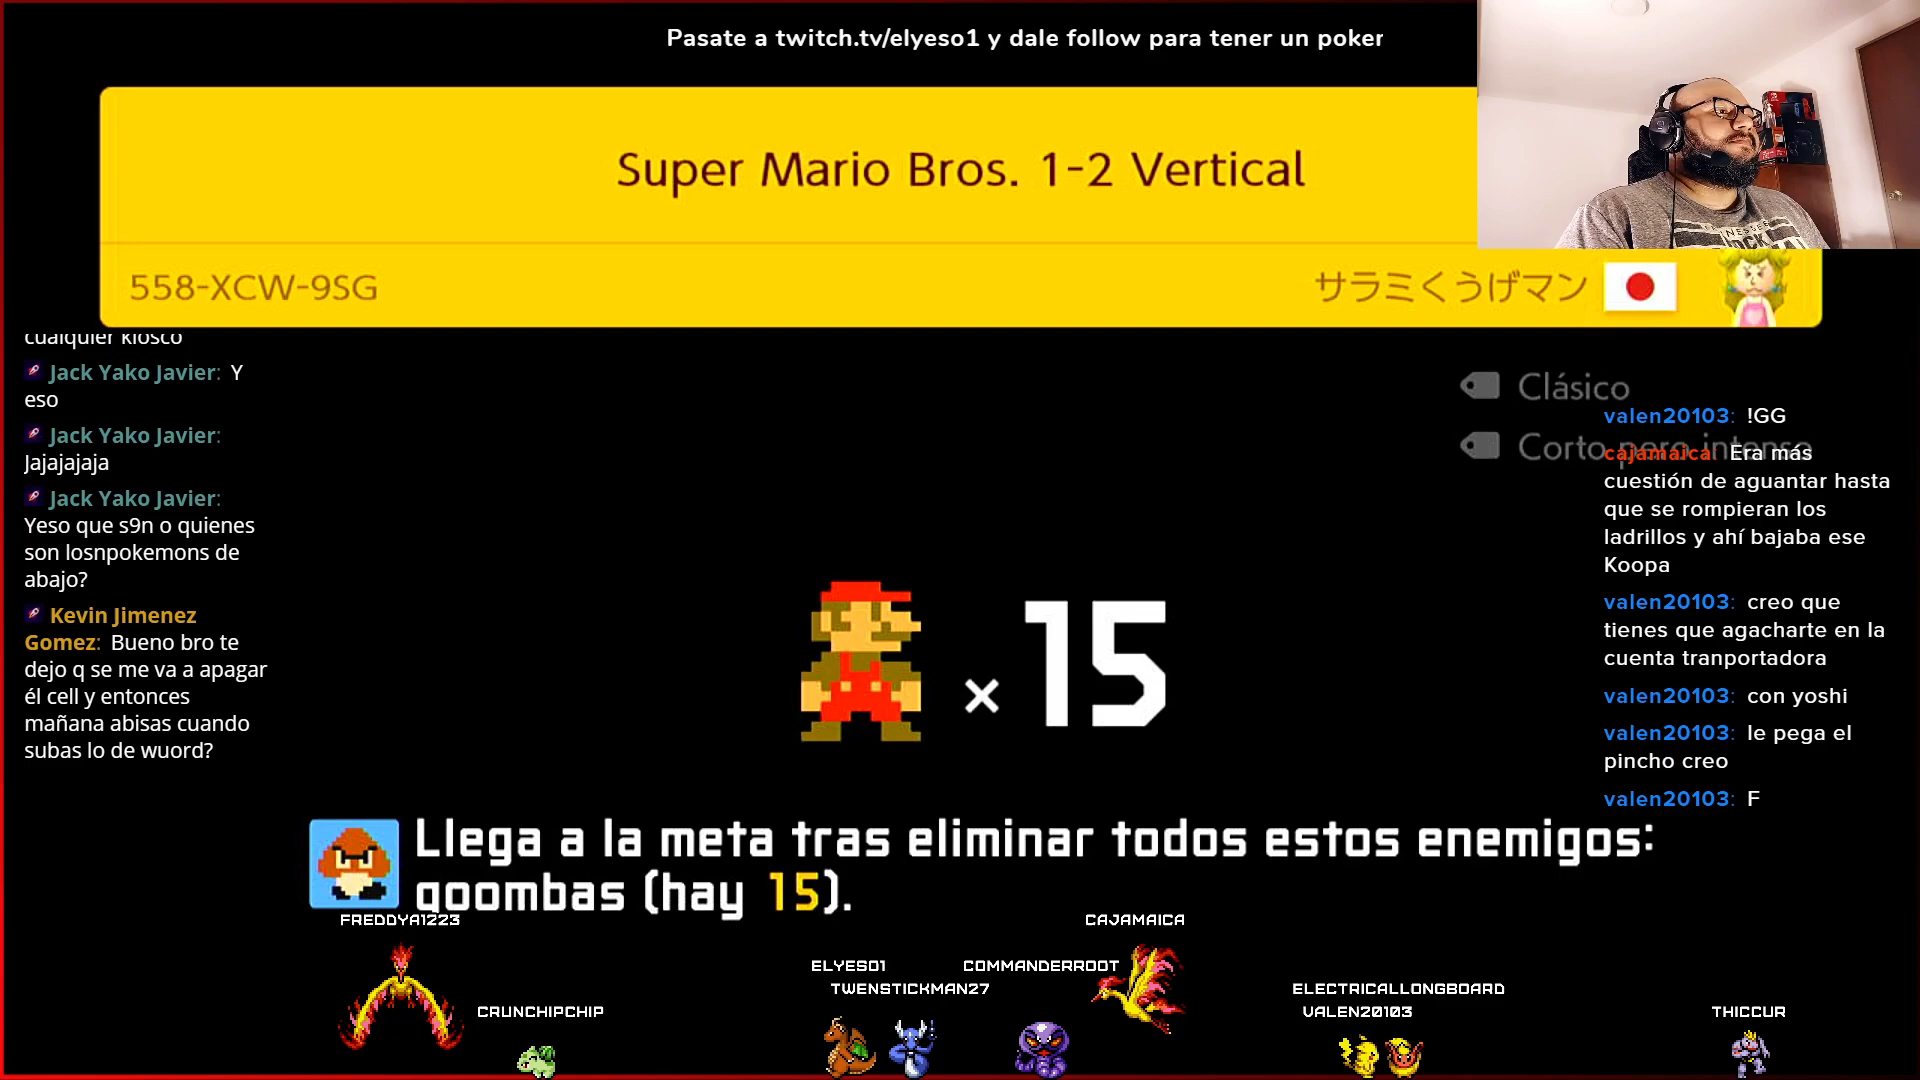 Pasate a twitch.tv/elyeso1 y dale follow para tener un poker
Super Mario Bros. 1-2 Vertical
558-XCW-9SG
サラミくうげマン
cualquier kiosco
Jack Yako Javier: Y
eso
Jack Yako Javier:
Jajajajaja
Jack Yako Javier:
Yeso que s9n o quienes
son losnpokemons de
abajo?
Kevin Jimenez
Gomez: Bueno bro te
dejo q se me va a apagar
él cell y entonces
mañana abisas cuando
subas lo de wuord?
Clásico
Corto pero intenso
valen20103: !GG
cajamaica: Era más
cuestión de aguantar hasta
que se rompieran los
ladrillos y ahí bajaba ese
Koopa
valen20103: creo que
tienes que agacharte en la
cuenta tranportadora
valen20103: con yoshi
valen20103: le pega el
pincho creo
valen20103: F
× 15
Llega a la meta tras eliminar todos estos enemigos:
goombas (hay 15).
FREDDYA1223
CAJAMAICA
ELYESO1
COMMANDERROOT
TWENSTICKMAN27
ELECTRICALLONGBOARD
CRUNCHIPCHIP
VALEN20103
THICCUR